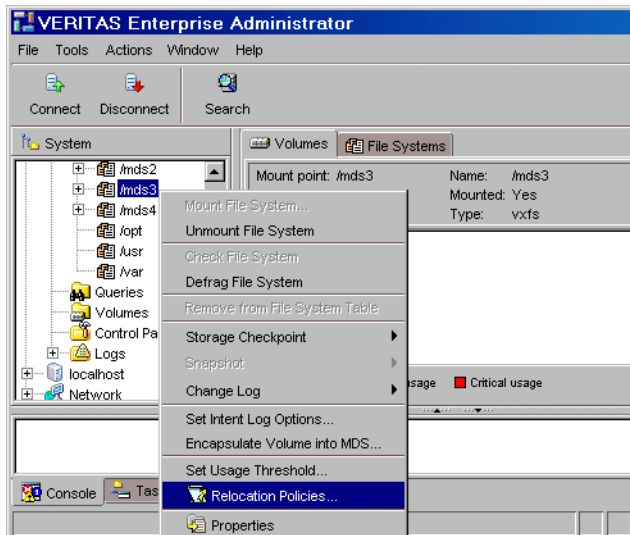 VERITAS Enterprise Administrator
File Tools Actions Window Help
Connect Disconnect Search
System
/mds2
/mds3
/mds4
/opt
/usr
/var
Queries
Volumes
Control Pa
Logs
localhost
Network
Volumes File Systems
Mount point: /mds3 Name: /mds3
Mounted: Yes
Type: vxfs
Mount File System...
Unmount File System
Check File System
Defrag File System
Remove from File System Table
Storage Checkpoint
Snapshot
Change Log
Set Intent Log Options...
Encapsulate Volume into MDS...
Set Usage Threshold...
Relocation Policies...
Properties
usage Critical usage
Console Tas